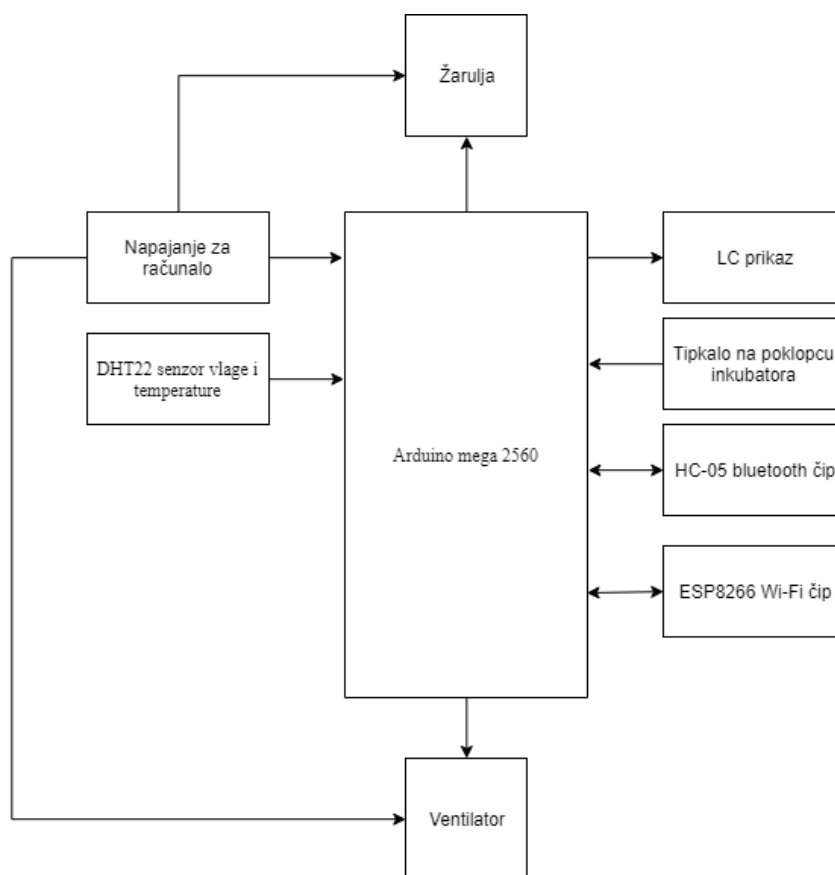 Žarulja
Napajanje za
računalo
LC prikaz
Tipkalo na poklopcu
inkubatora
DHT22 senzor vlage i
temperature
Arduino mega 2560
HC-05 bluetooth čip
ESP8266 Wi-Fi čip
Ventilator